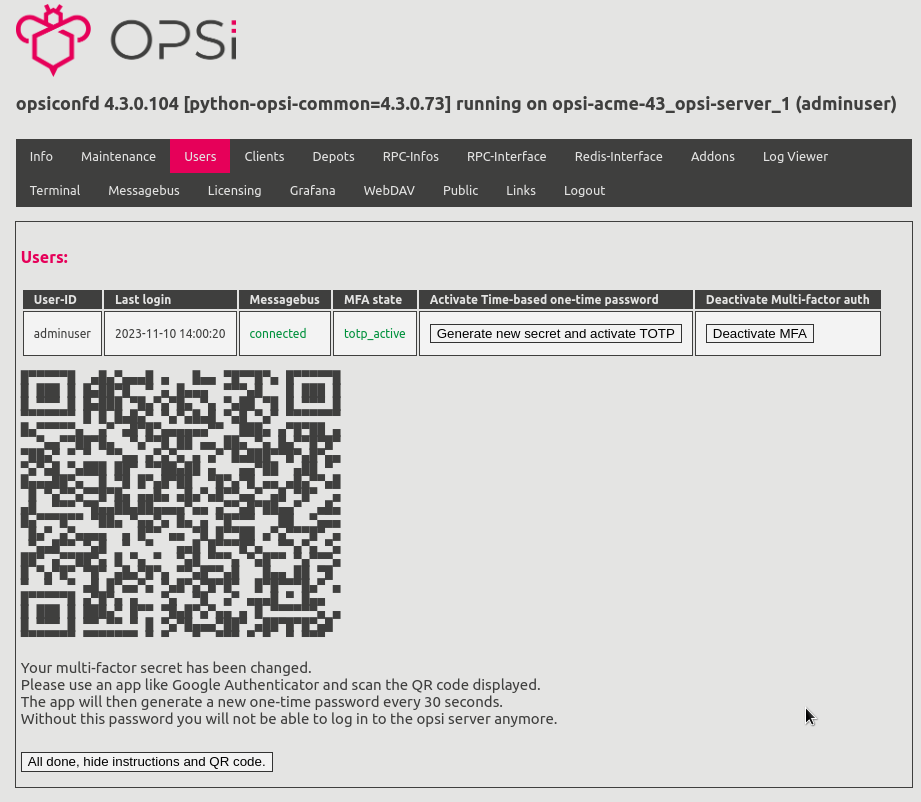 OPSi
opsiconfd 4.3.0.104 [python-opsi-common=4.3.0.73] running on opsi-acme-43_opsi-server_1 (adminuser)
Info Maintenance Users Clients Depots RPC-Infos RPC-Interface Redis-Interface Addons Log Viewer
Terminal Messagebus Licensing Grafana WebDAV Public Links Logout
Users:
User-ID Last login Messagebus MFA state Activate Time-based one-time password Deactivate Multi-factor auth
adminuser 2023-11-10 14:00:20 connected totp_active Generate new secret and activate TOTP Deactivate MFA
Your multi-factor secret has been changed.
Please use an app like Google Authenticator and scan the QR code displayed.
The app will then generate a new one-time password every 30 seconds.
Without this password you will not be able to log in to the opsi server anymore.
All done, hide instructions and QR code.